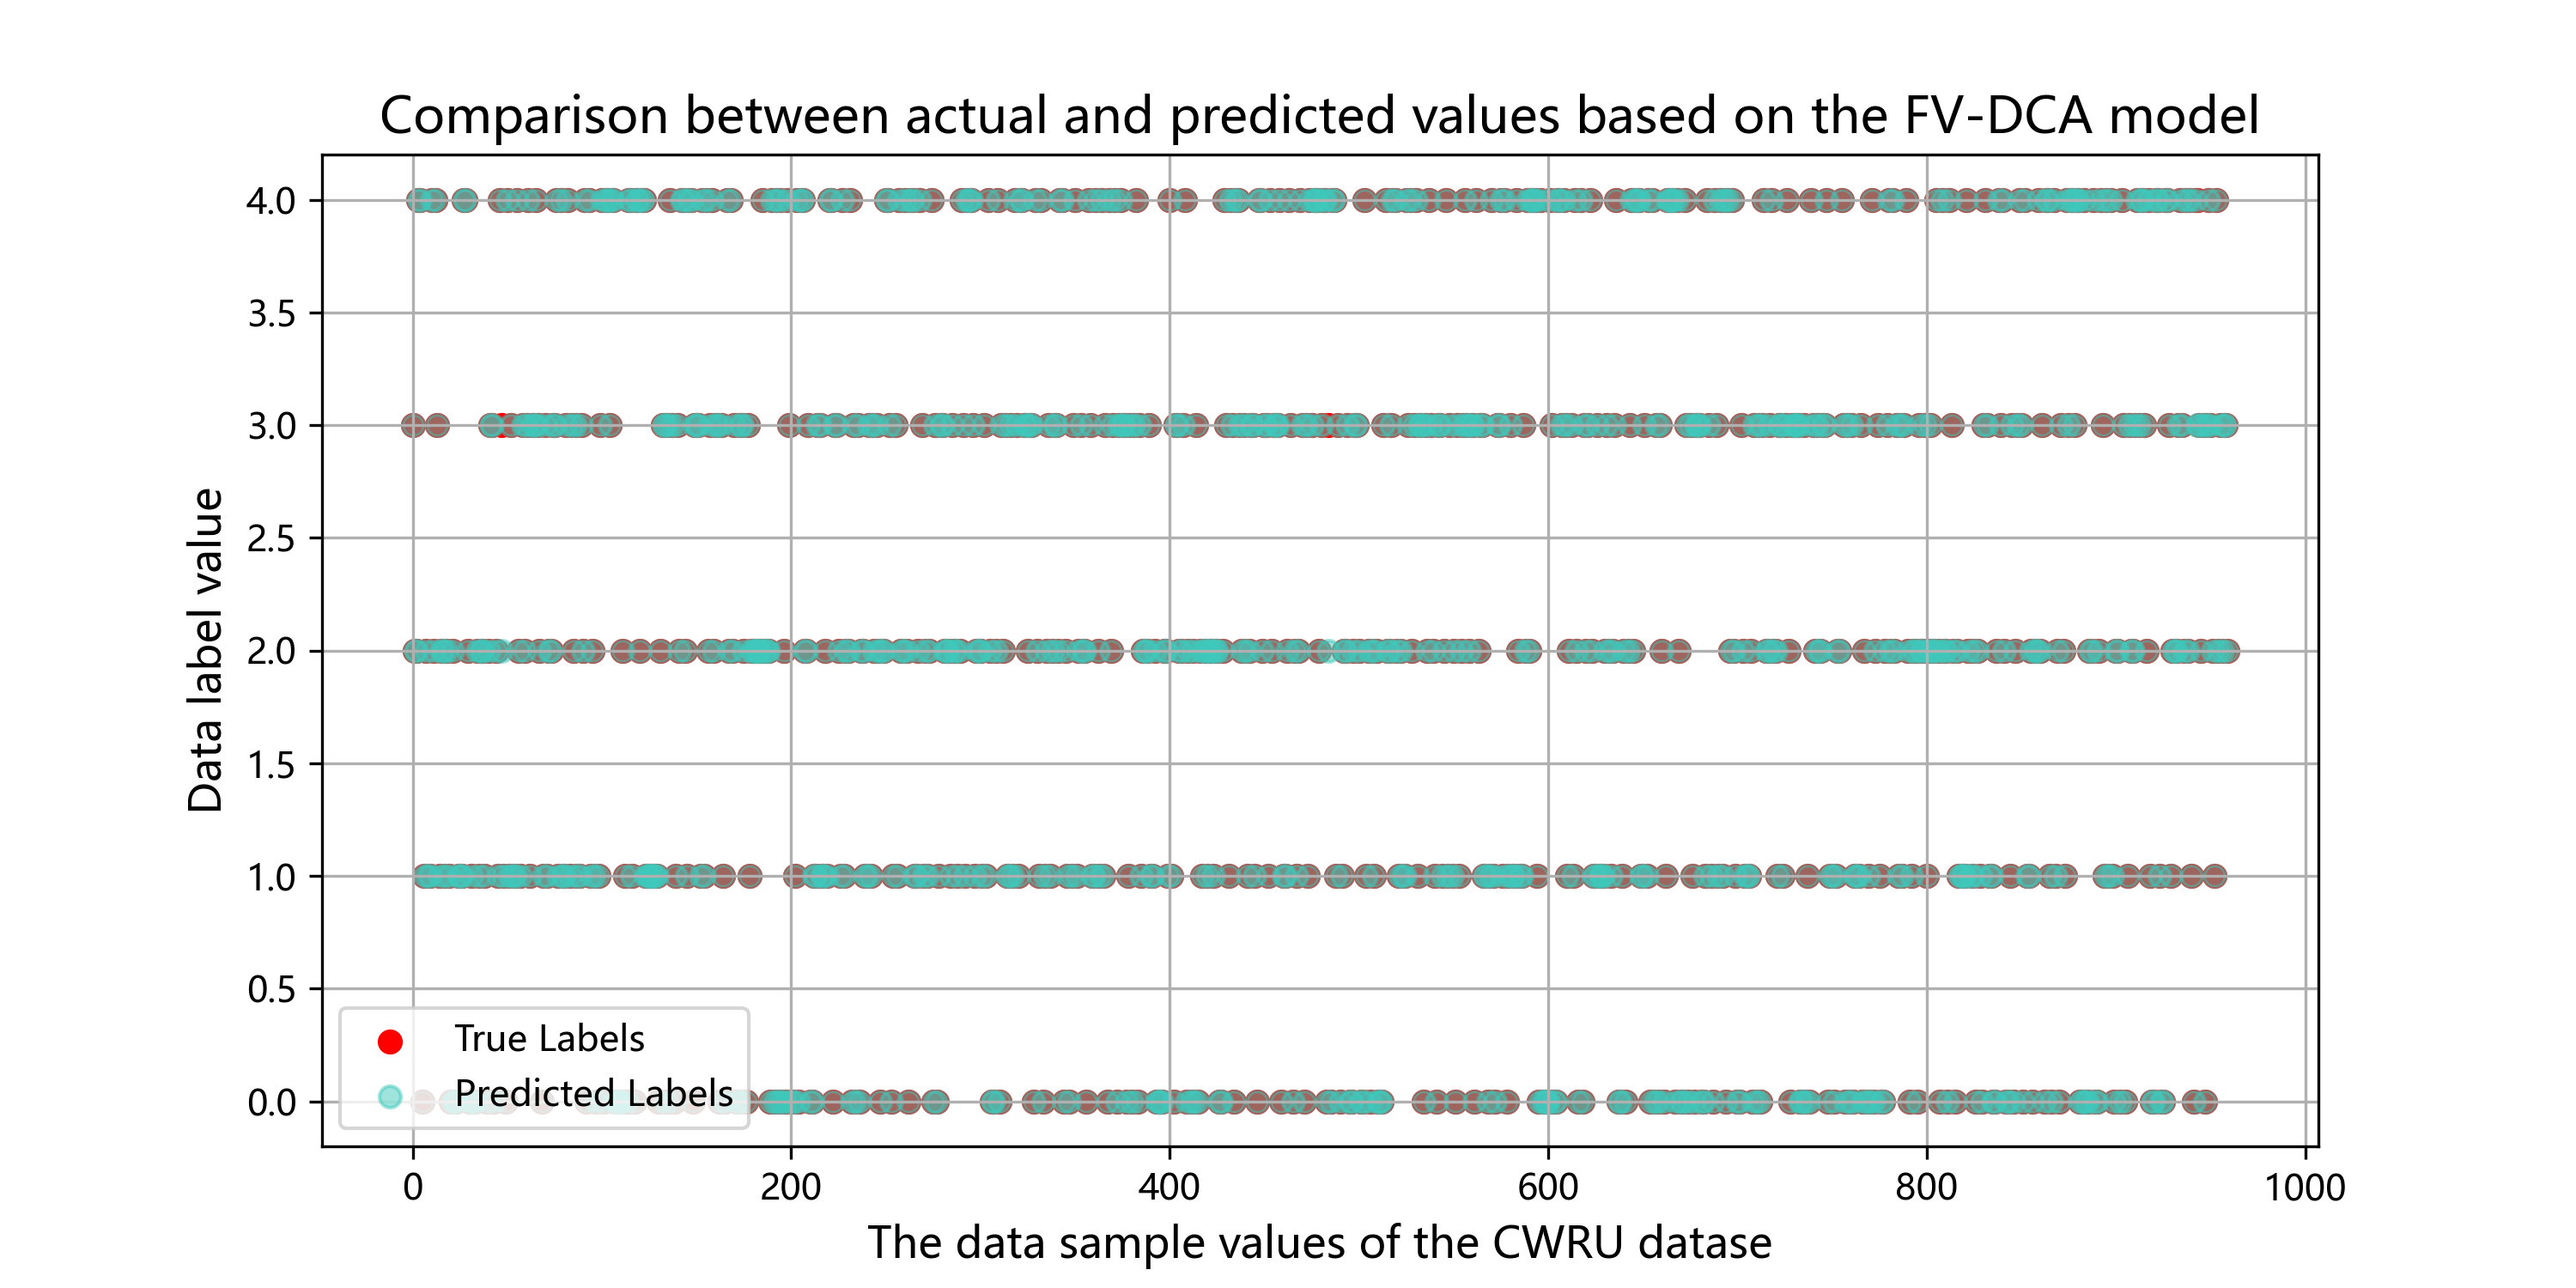 Comparison between actual and predicted values based on the FV-DCA model
Data label value
4.0
3.5
3.0
2.5
2.0
1.5
1.0
0.5
0.0
True Labels
Predicted Labels
0 200 400 600 800 1000
The data sample values of the CWRU datase